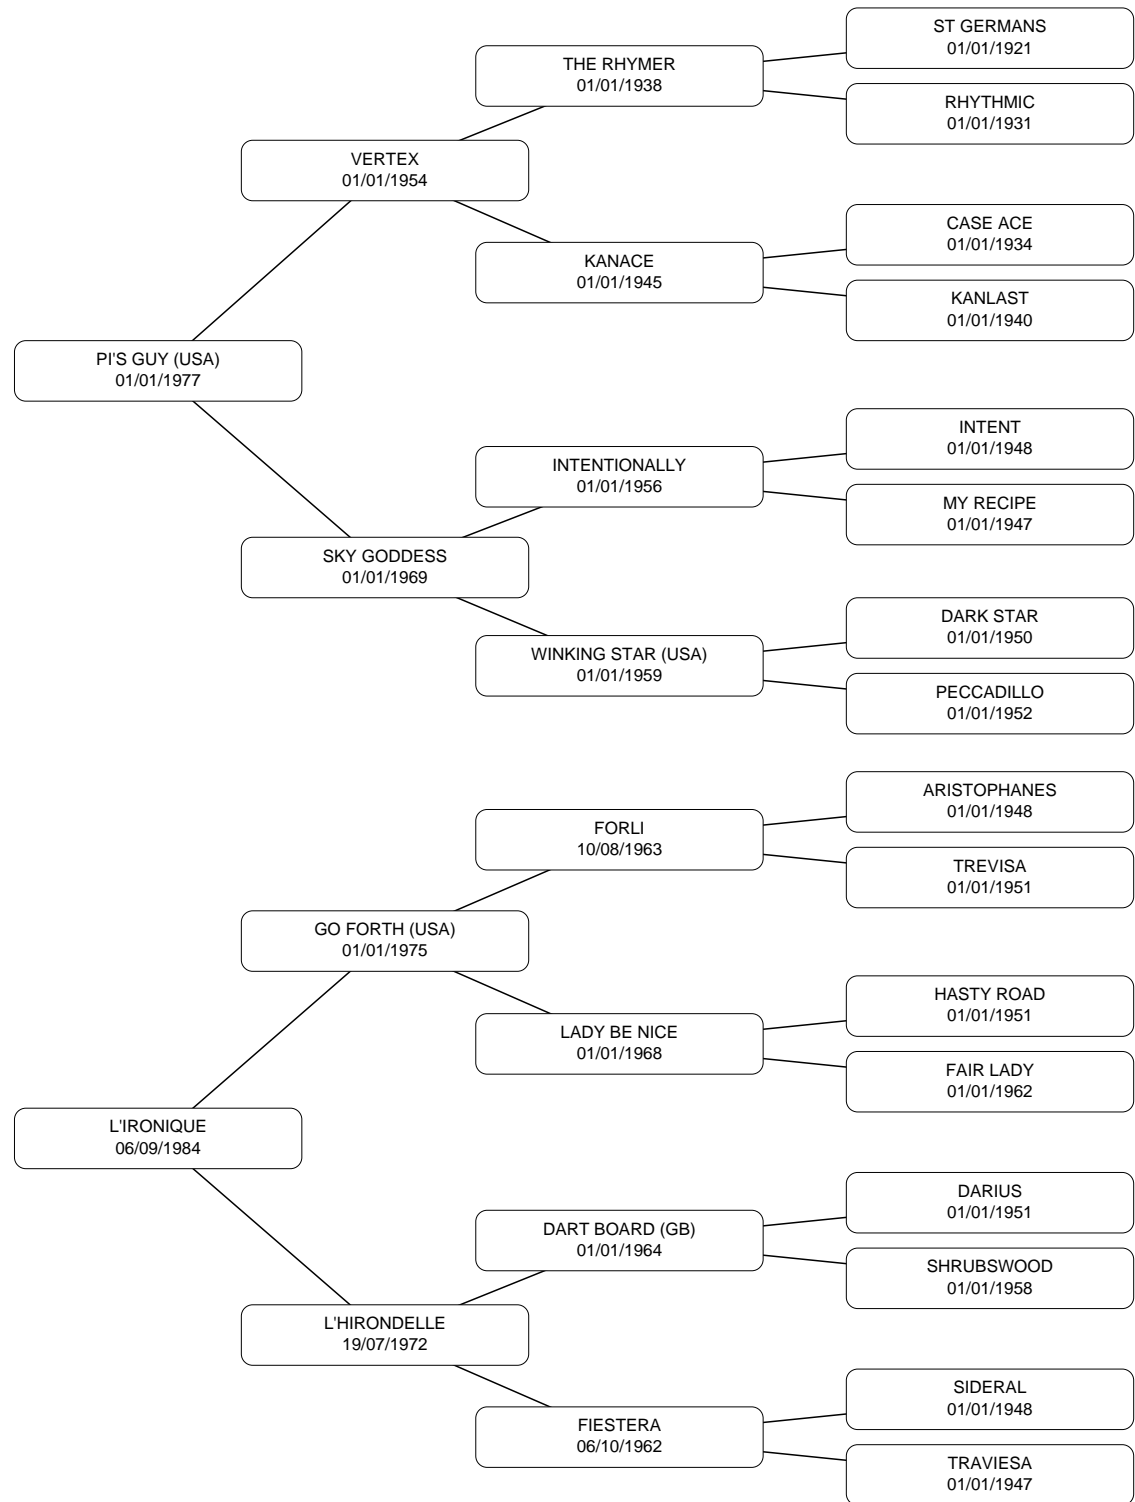 ST GERMANS
01/01/1921
THE RHYMER
01/01/1938
RHYTHMIC
01/01/1931
VERTEX
01/01/1954
CASE ACE
01/01/1934
KANACE
01/01/1945
KANLAST
01/01/1940
PI'S GUY (USA)
01/01/1977
INTENT
01/01/1948
INTENTIONALLY
01/01/1956
MY RECIPE
01/01/1947
SKY GODDESS
01/01/1969
DARK STAR
01/01/1950
WINKING STAR (USA)
01/01/1959
PECCADILLO
01/01/1952
ARISTOPHANES
01/01/1948
FORLI
10/08/1963
TREVISA
01/01/1951
GO FORTH (USA)
01/01/1975
HASTY ROAD
01/01/1951
LADY BE NICE
01/01/1968
FAIR LADY
01/01/1962
L'IRONIQUE
06/09/1984
DARIUS
01/01/1951
DART BOARD (GB)
01/01/1964
SHRUBSWOOD
01/01/1958
L'HIRONDELLE
19/07/1972
SIDERAL
01/01/1948
FIESTERA
06/10/1962
TRAVIESA
01/01/1947